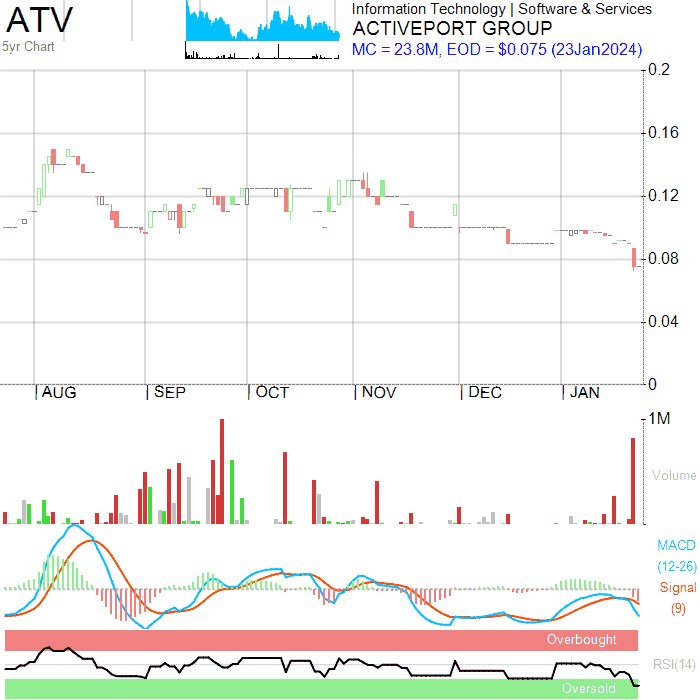 ATV
5yr Chart
Information Technology | Software & Services
ACTIVEPORT GROUP
MC = 23.8M, EOD = $0.075 (23Jan2024)
0.2
0.16
0.12
0.08
0.04
0
AUG SEP OCT NOV DEC JAN
1M
Volume
MACD
(12-26)
Signal
(9)
Overbought
RSI(14)
Oversold